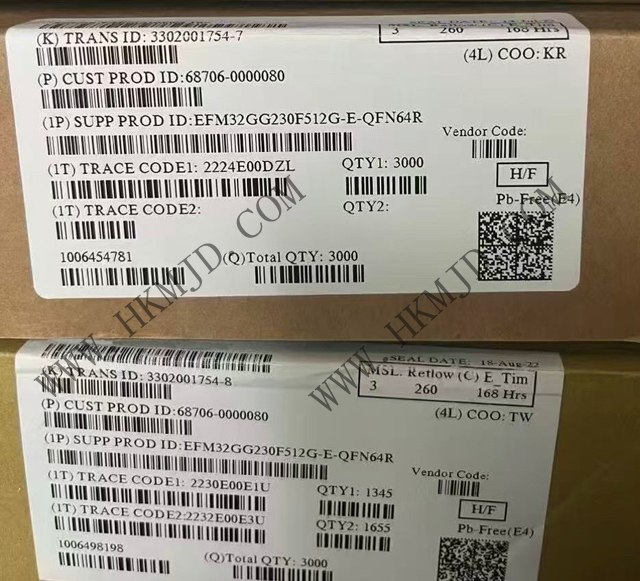 (K) TRANS ID: 3302001754-7
3 260 168 Hrs
(4L) COO: KR
(P) CUST PROD ID:68706-0000080
(1P) SUPP PROD ID:EFM32GG230F512G-E-QFN64R
Vendor Code:
(1T) TRACE CODE1: 2224E00DZL QTY1: 3000
H/F
(1T) TRACE CODE2: QTY2:
Pb-Free(E4)
1006454781 (Q)Total QTY: 3000
WWW.HKMJD.COM
WWW.HKMJD.COM
SEAL DATE: 18-Aug-22
(K) TRANS ID: 3302001754-8
MSL. Reflow (C) E_Tim
3 260 168 Hrs
(P) CUST PROD ID:68706-0000080
(4L) COO: TW
(1P) SUPP PROD ID:EFM32GG230F512G-E-QFN64R
Vendor Code:
(1T) TRACE CODE1: 2230E00E1U QTY1: 1345
H/F
(1T) TRACE CODE2:2232E00E3U QTY2: 1655
Pb-Free(E4)
1006498198 (Q)Total QTY: 3000